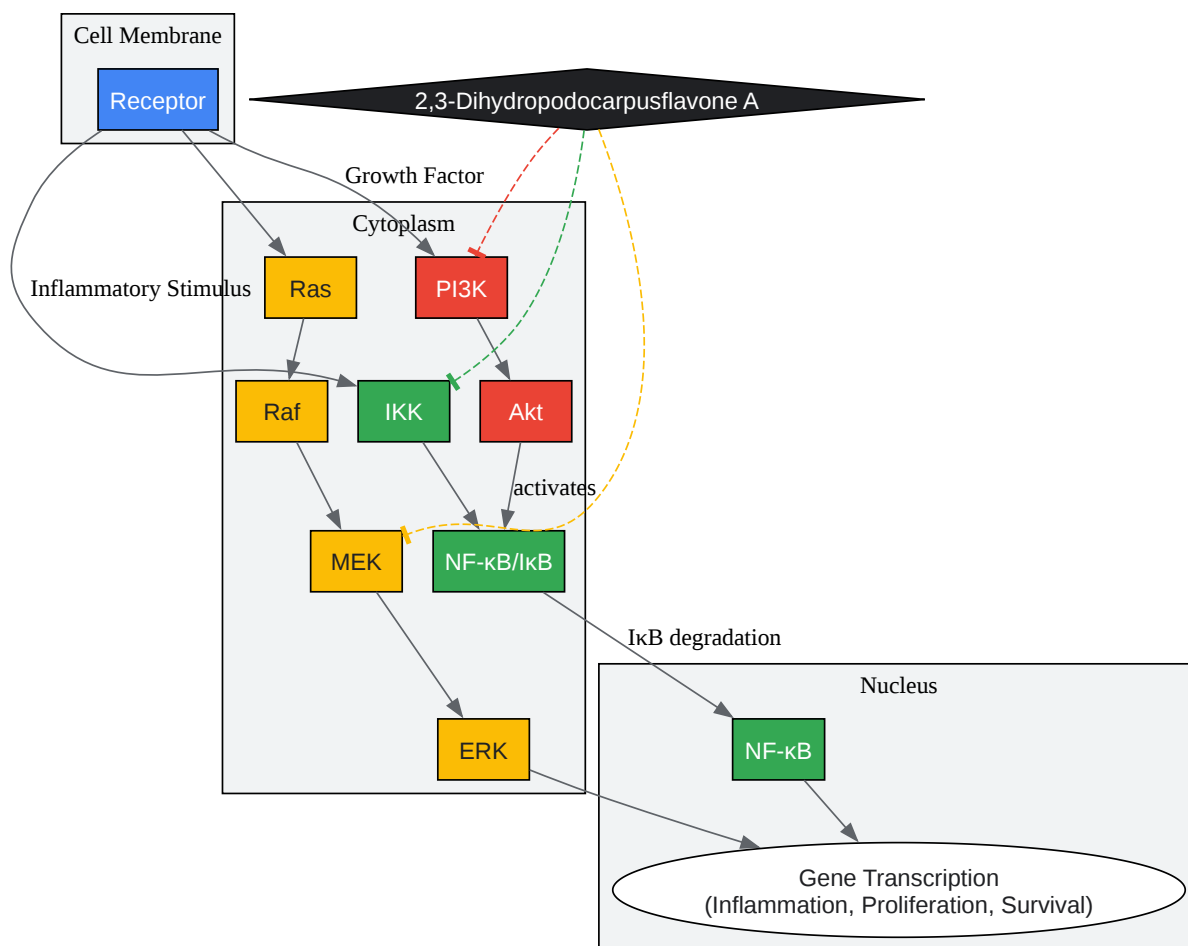 Cell Membrane
Receptor
2,3-Dihydropodocarpusflavone A
Growth Factor
Cytoplasm
Inflammatory Stimulus
Ras
PI3K
Raf
IKK
Akt
activates
MEK
NF-κB/IκB
IκB degradation
Nucleus
ERK
NF-κB
Gene Transcription
(Inflammation, Proliferation, Survival)